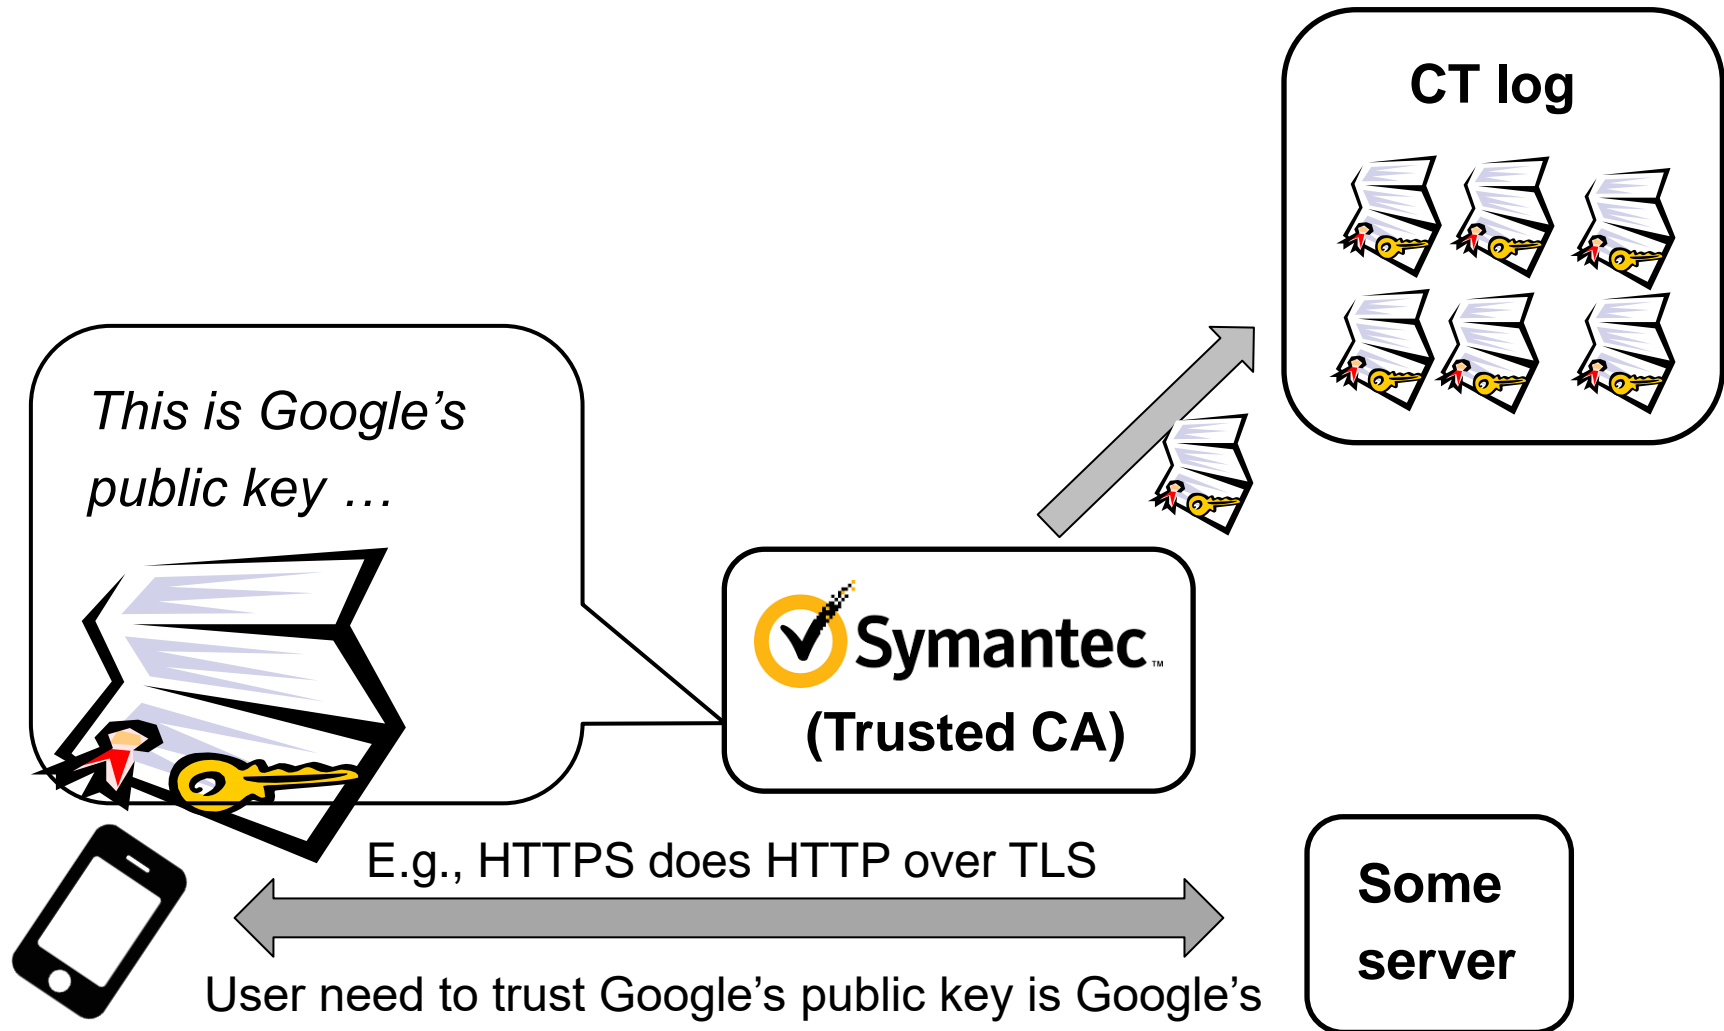 CT log
This is Google’s
public key …
Symantec™
(Trusted CA)
E.g., HTTPS does HTTP over TLS
Some
server
User need to trust Google’s public key is Google’s